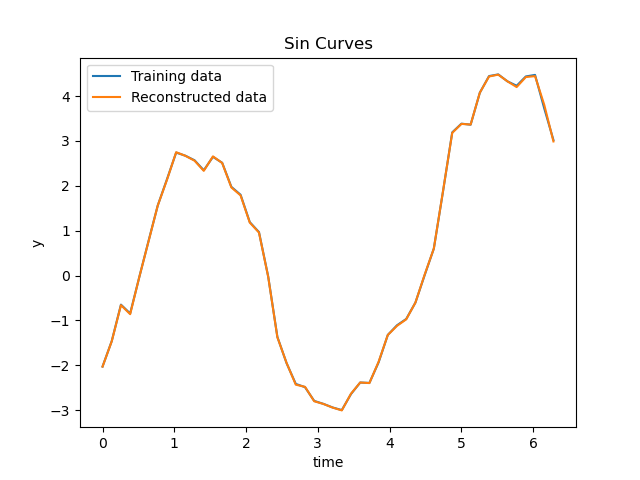 Sin Curves
Training data
Reconstructed data
4
3
2
1
0
−1
−2
−3
y
0 1 2 3 4 5 6
time